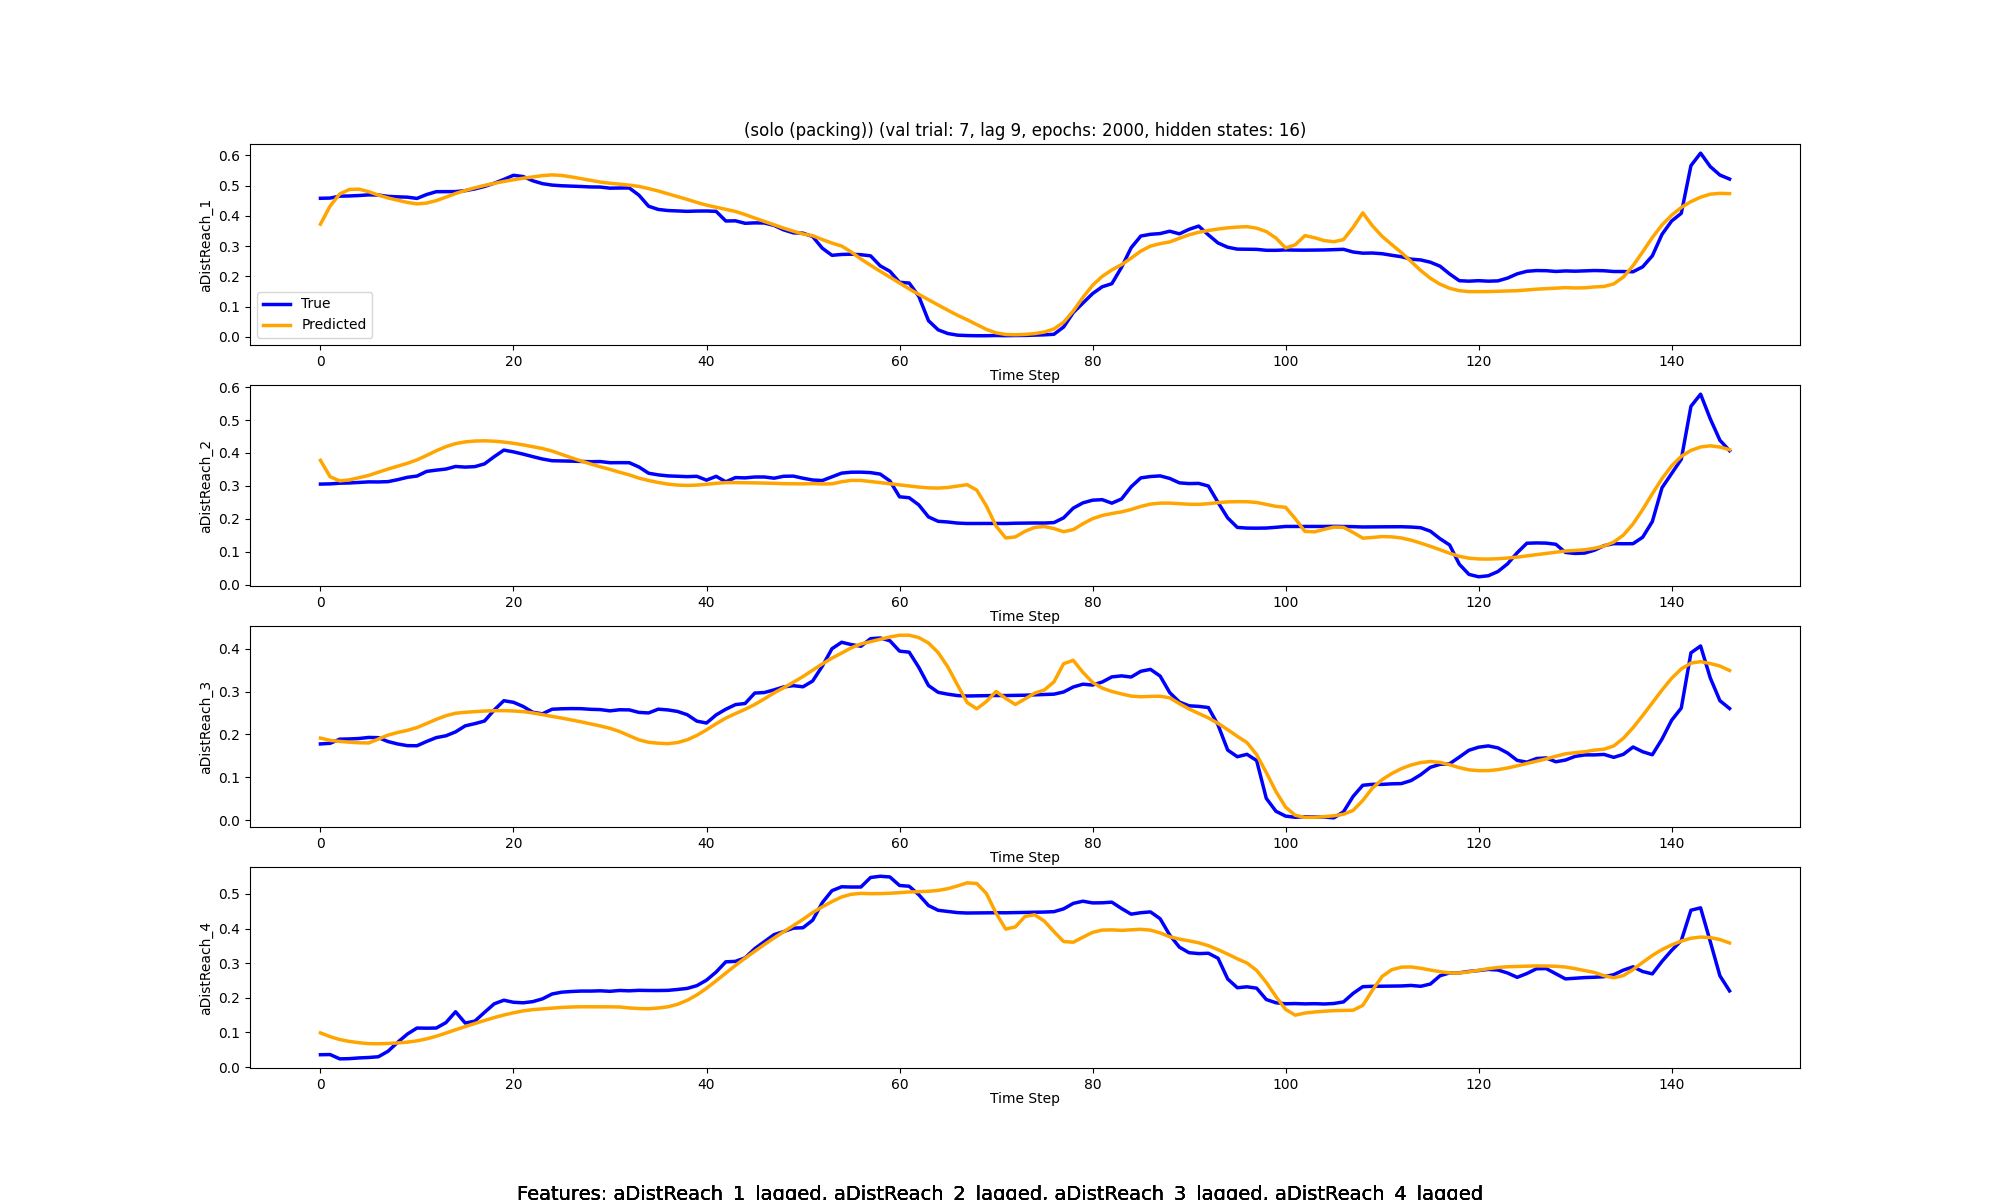 (solo (packing)) (val trial: 7, lag 9, epochs: 2000, hidden states: 16)
aDistReach_1
0.6
0.5
0.4
0.3
0.2
0.1
0.0
True
Predicted
0 20 40 60 80 100 120 140
Time Step
aDistReach_2
0.6
0.5
0.4
0.3
0.2
0.1
0.0
0 20 40 60 80 100 120 140
Time Step
aDistReach_3
0.4
0.3
0.2
0.1
0.0
0 20 40 60 80 100 120 140
Time Step
aDistReach_4
0.5
0.4
0.3
0.2
0.1
0.0
0 20 40 60 80 100 120 140
Time Step
Features: aDistReach_1_lagged, aDistReach_2_lagged, aDistReach_3_lagged, aDistReach_4_lagged